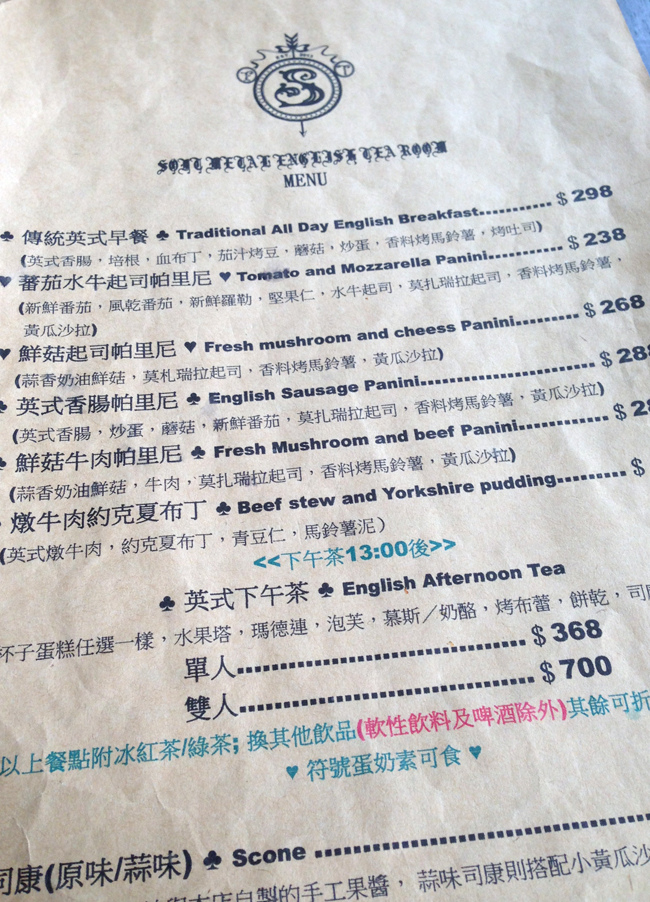 SOFT METAL ENGLISH TEA ROOM
MENU
♣ 傳統英式早餐 ♣ Traditional All Day English Breakfast........... $ 298
(英式香腸，培根，血布丁，茄汁烤豆，蘑菇，炒蛋，香料烤馬鈴薯，烤吐司)
♥ 蕃茄水牛起司帕里尼 ♥ Tomato and Mozzarella Panini............ $ 238
(新鮮番茄，風乾番茄，新鮮羅勒，堅果仁，水牛起司，莫扎瑞拉起司，香料烤馬鈴薯，
黃瓜沙拉)
♥ 鮮菇起司帕里尼 ♥ Fresh mushroom and cheess Panini......... $ 268
(蒜香奶油鮮菇，莫札瑞拉起司，香料烤馬鈴薯，黃瓜沙拉)
♣ 英式香腸帕里尼 ♣ English Sausage Panini......................... $ 288
(英式香腸，炒蛋，蘑菇，新鮮番茄，莫扎瑞拉起司，香料烤馬鈴薯，黃瓜沙拉)
♣ 鮮菇牛肉帕里尼 ♣ Fresh Mushroom and beef Panini............ $ 2
(蒜香奶油鮮菇，牛肉，莫扎瑞拉起司，香料烤馬鈴薯，黃瓜沙拉)
燉牛肉約克夏布丁 ♣ Beef stew and Yorkshire pudding.......... $
(英式燉牛肉，約克夏布丁，青豆仁，馬鈴薯泥)
<<下午茶13:00後>>
♣ 英式下午茶 ♣ English Afternoon Tea
杯子蛋糕任選一樣，水果塔，瑪德連，泡芙，慕斯／奶酪，烤布蕾，餅乾，司
單人.................................... $ 368
雙人.................................... $ 700
以上餐點附冰紅茶/綠茶; 換其他飲品(軟性飲料及啤酒除外)其餘可折
♥ 符號蛋奶素可食 ♥
司康(原味/蒜味) ♣ Scone ........................................
本店自製的手工果醬， 蒜味司康則搭配小黃瓜沙